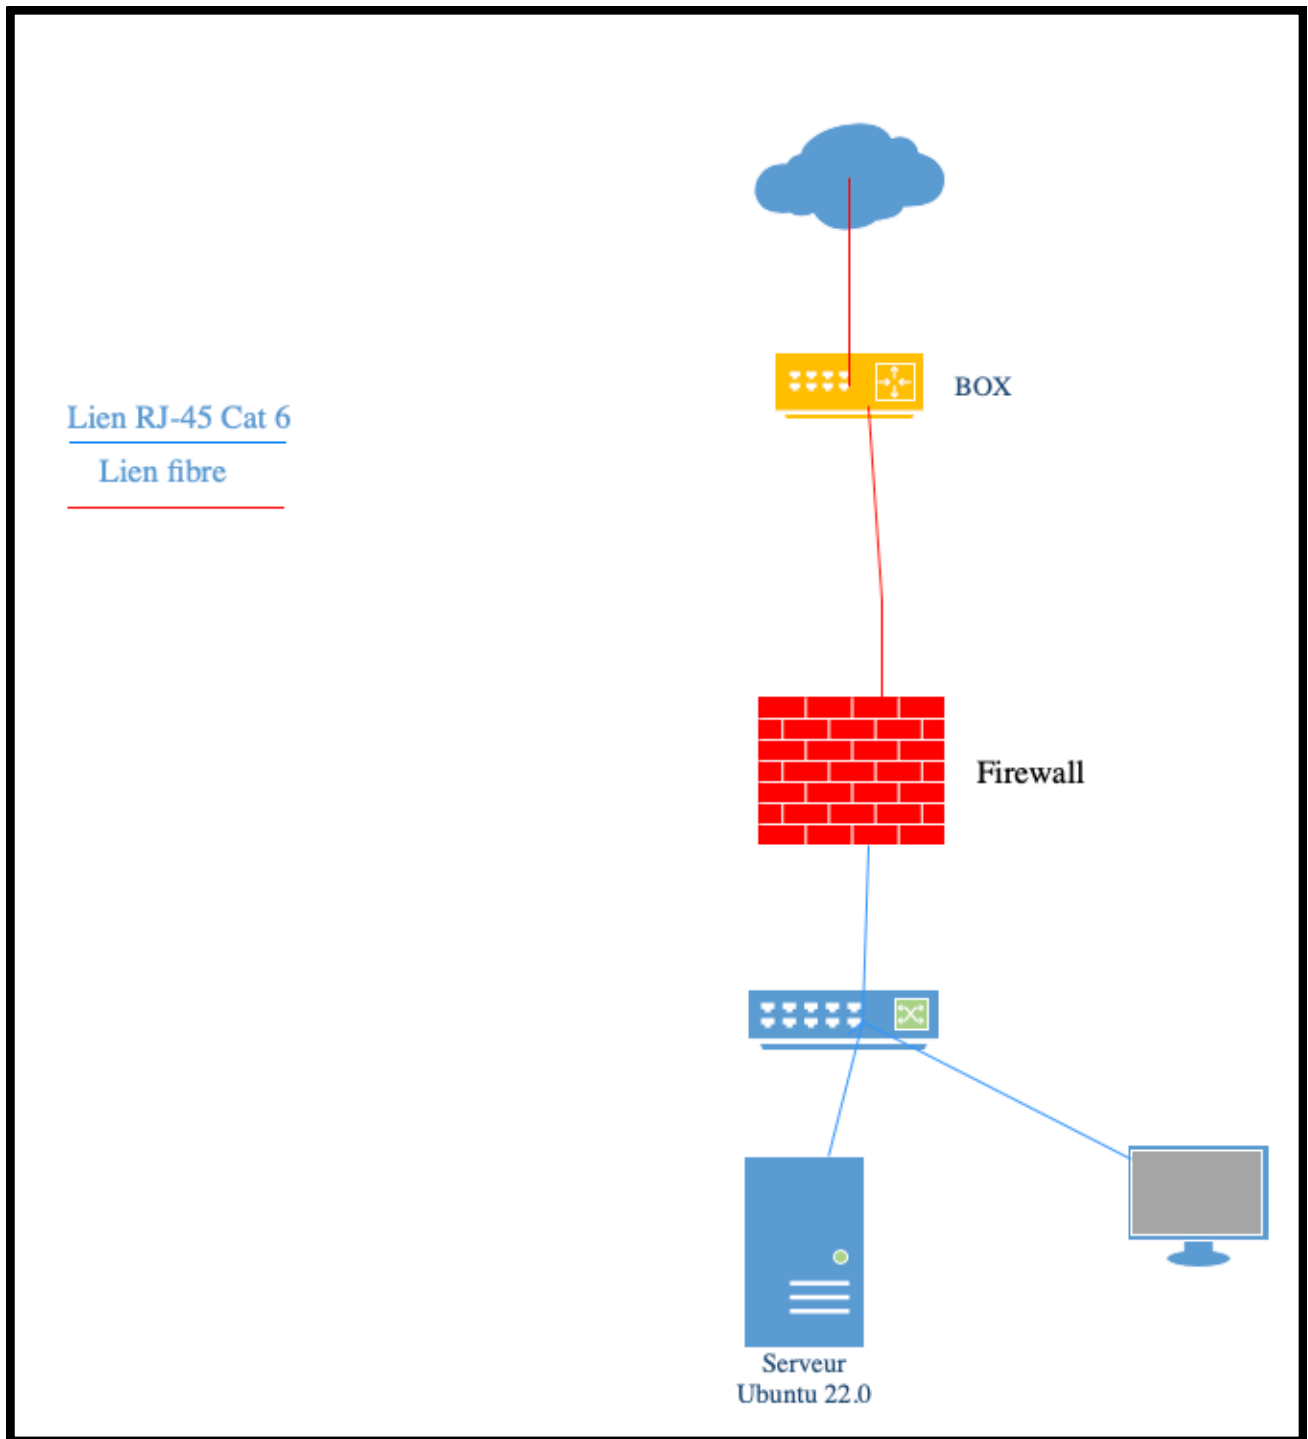 BOX
Lien RJ-45 Cat 6
Lien fibre
Firewall
Serveur
Ubuntu 22.0